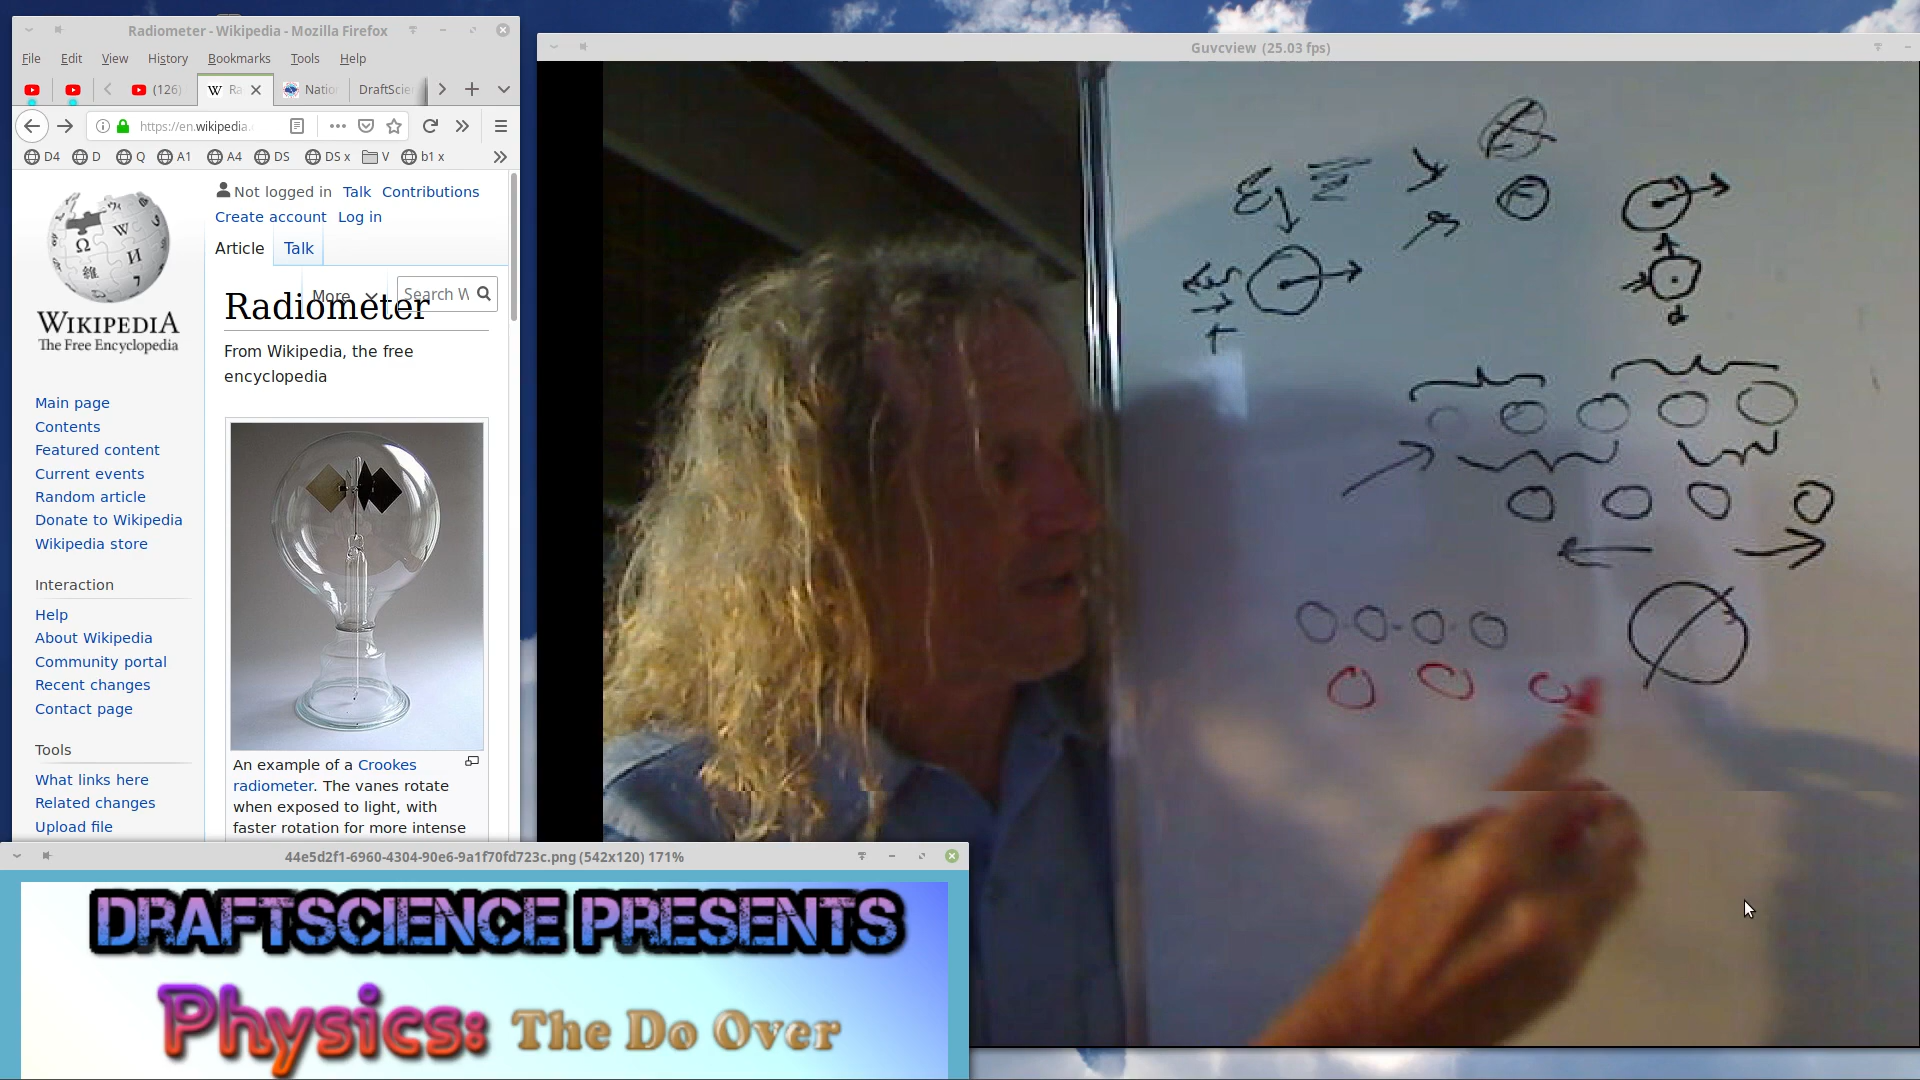 Radiometer - Wikipedia - Mozilla Firefox
File Edit View History Bookmarks Tools Help
(126) W Ra Natio DraftScie
https://en.wikipedia.
D4 D Q A1 A4 DS DS x V b1 x
Not logged in Talk Contributions
Create account Log in
Article Talk
More Search W
WIKIPEDIA
The Free Encyclopedia
Radiometer
From Wikipedia, the free
encyclopedia
Main page
Contents
Featured content
Current events
Random article
Donate to Wikipedia
Wikipedia store
Interaction
Help
About Wikipedia
Community portal
Recent changes
Contact page
Tools
What links here
Related changes
Upload file
An example of a Crookes
radiometer. The vanes rotate
when exposed to light, with
faster rotation for more intense
Guvcview (25.03 fps)
44e5d2f1-6960-4304-90e6-9a1f70fd723c.png (542x120) 171%
DRAFTSCIENCE PRESENTS
Physics: The Do Over